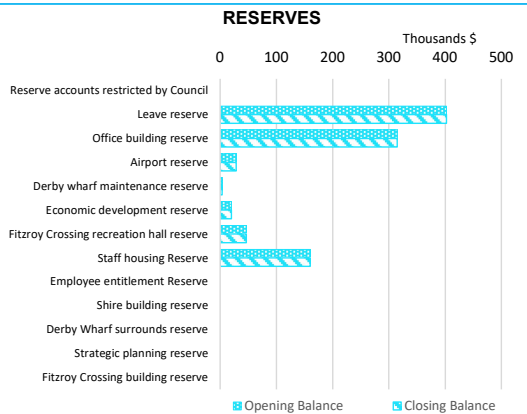 RESERVES
Thousands $
0 100 200 300 400 500
Reserve accounts restricted by Council
Leave reserve
Office building reserve
Airport reserve
Derby wharf maintenance reserve
Economic development reserve
Fitzroy Crossing recreation hall reserve
Staff housing Reserve
Employee entitlement Reserve
Shire building reserve
Derby Wharf surrounds reserve
Strategic planning reserve
Fitzroy Crossing building reserve
Opening Balance Closing Balance